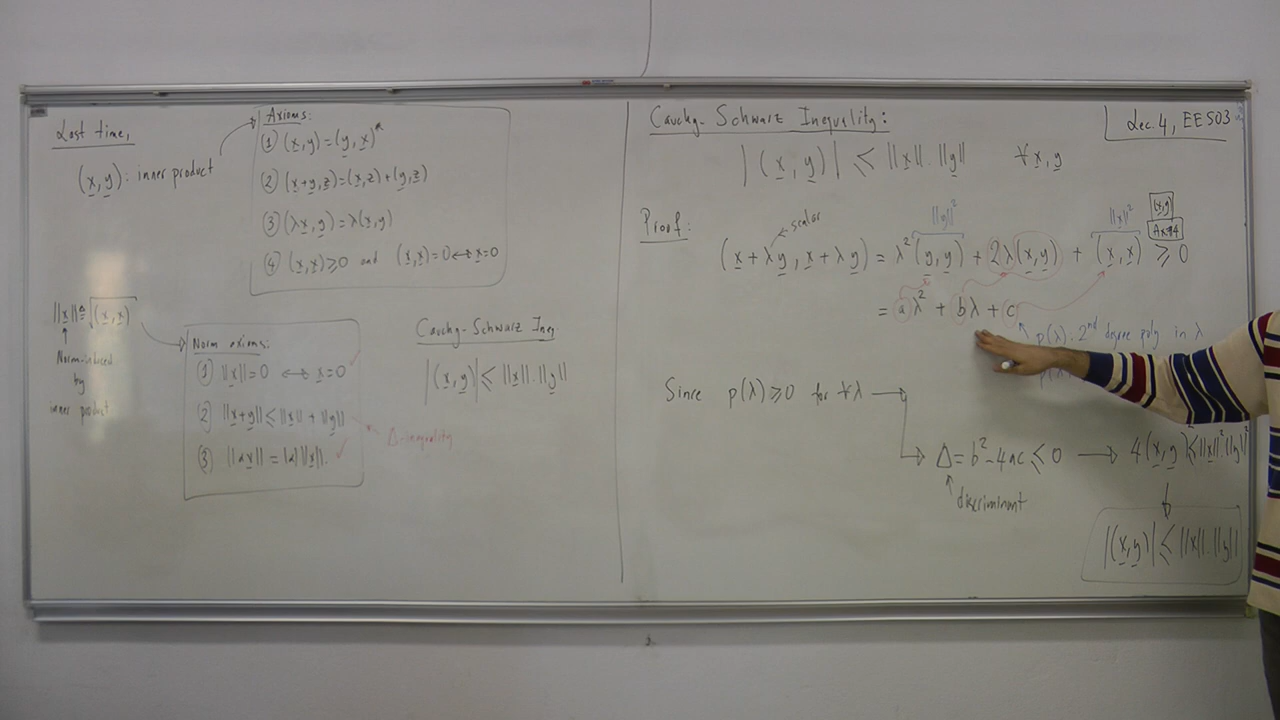 Last time,
(x, y): inner product
Axioms:
① (x, y) = (y, x)*
② (x+y, z) = (x, z) + (y, z)
③ (λx, y) = λ(x, y)
④ (x, x) ≥ 0 and (x, x) = 0 ↔ x = 0
||x|| ≜ √(x, x)
Norm-induced
by
inner product
Norm axioms:
① ||x|| = 0 ↔ x = 0 ✓
② ||x+y|| ≤ ||x|| + ||y||
Δ-inequality
③ ||ax|| = |a| ||x||. ✓
Cauchy-Schwarz Ineq.
|(x, y)| ≤ ||x||.||y||
Lec. 4, EE503
Cauchy-Schwarz Inequality:
|(x, y)| ≤ ||x||.||y|| ∀ x, y
Proof:
scalar
||y||² ||x||²
(x, y)
(x + λy, x + λy) = λ²(y, y) + 2λ(x, y) + (x, x) ≥ 0
= aλ² + bλ + c
p(λ): 2nd degree poly in λ
Since p(λ) ≥ 0 for ∀λ
Δ = b² - 4ac ≤ 0 → 4(x, y)² ≤ ||x||² ||y||²
discriminant
|(x, y)| ≤ ||x||.||y||